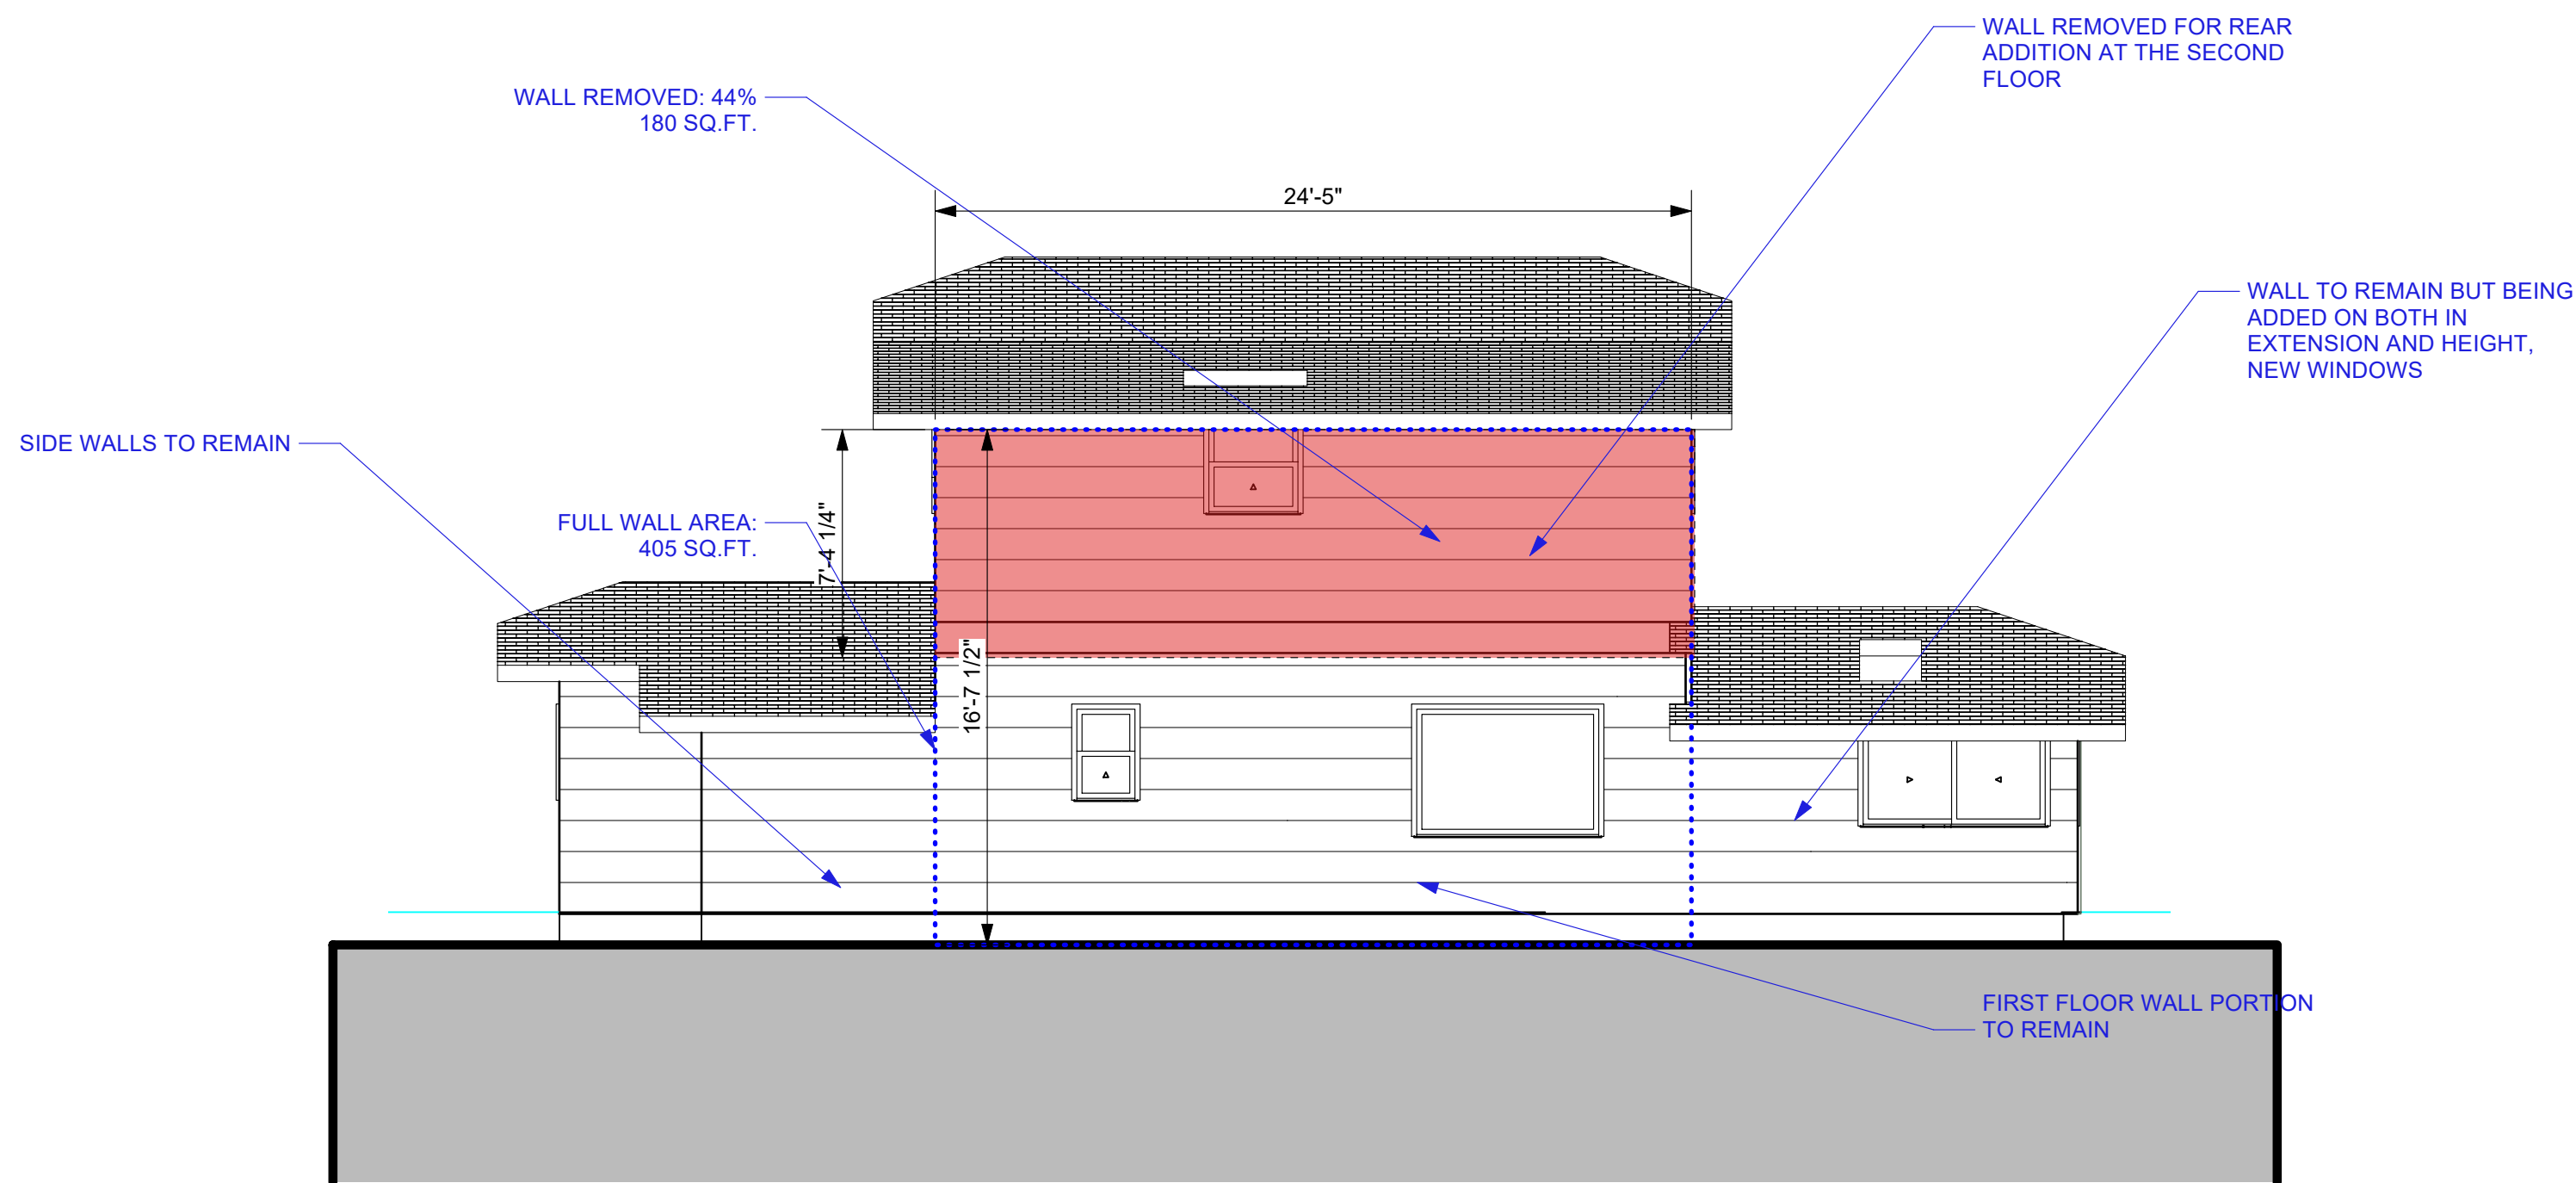 WALL REMOVED FOR REAR
ADDITION AT THE SECOND
FLOOR
WALL REMOVED: 44%
180 SQ.FT.
24'-5"
WALL TO REMAIN BUT BEING
ADDED ON BOTH IN
EXTENSION AND HEIGHT,
NEW WINDOWS
SIDE WALLS TO REMAIN
FULL WALL AREA:
405 SQ.FT.
7'-4 1/4"
16'-7 1/2"
FIRST FLOOR WALL PORTION
TO REMAIN